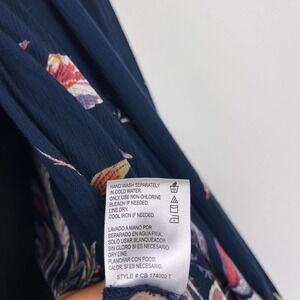 HAND WASH SEPARATELY
IN COLD WATER.
ONLY USE NON-CHLORINE
BLEACH IF NEEDED.
LINE DRY.
COOL IRON IF NEEDED.
LAVADO A MANO POR
SEPARADO EN AGUA FRIA.
SOLO USAR BLANQUEADOR
SIN CLORO SI ES NECESARIO.
DRY LINE.
PLANCHAR CON POCO
CALOR, SI ES NECESARIO.
STYLE # CB 374000 T